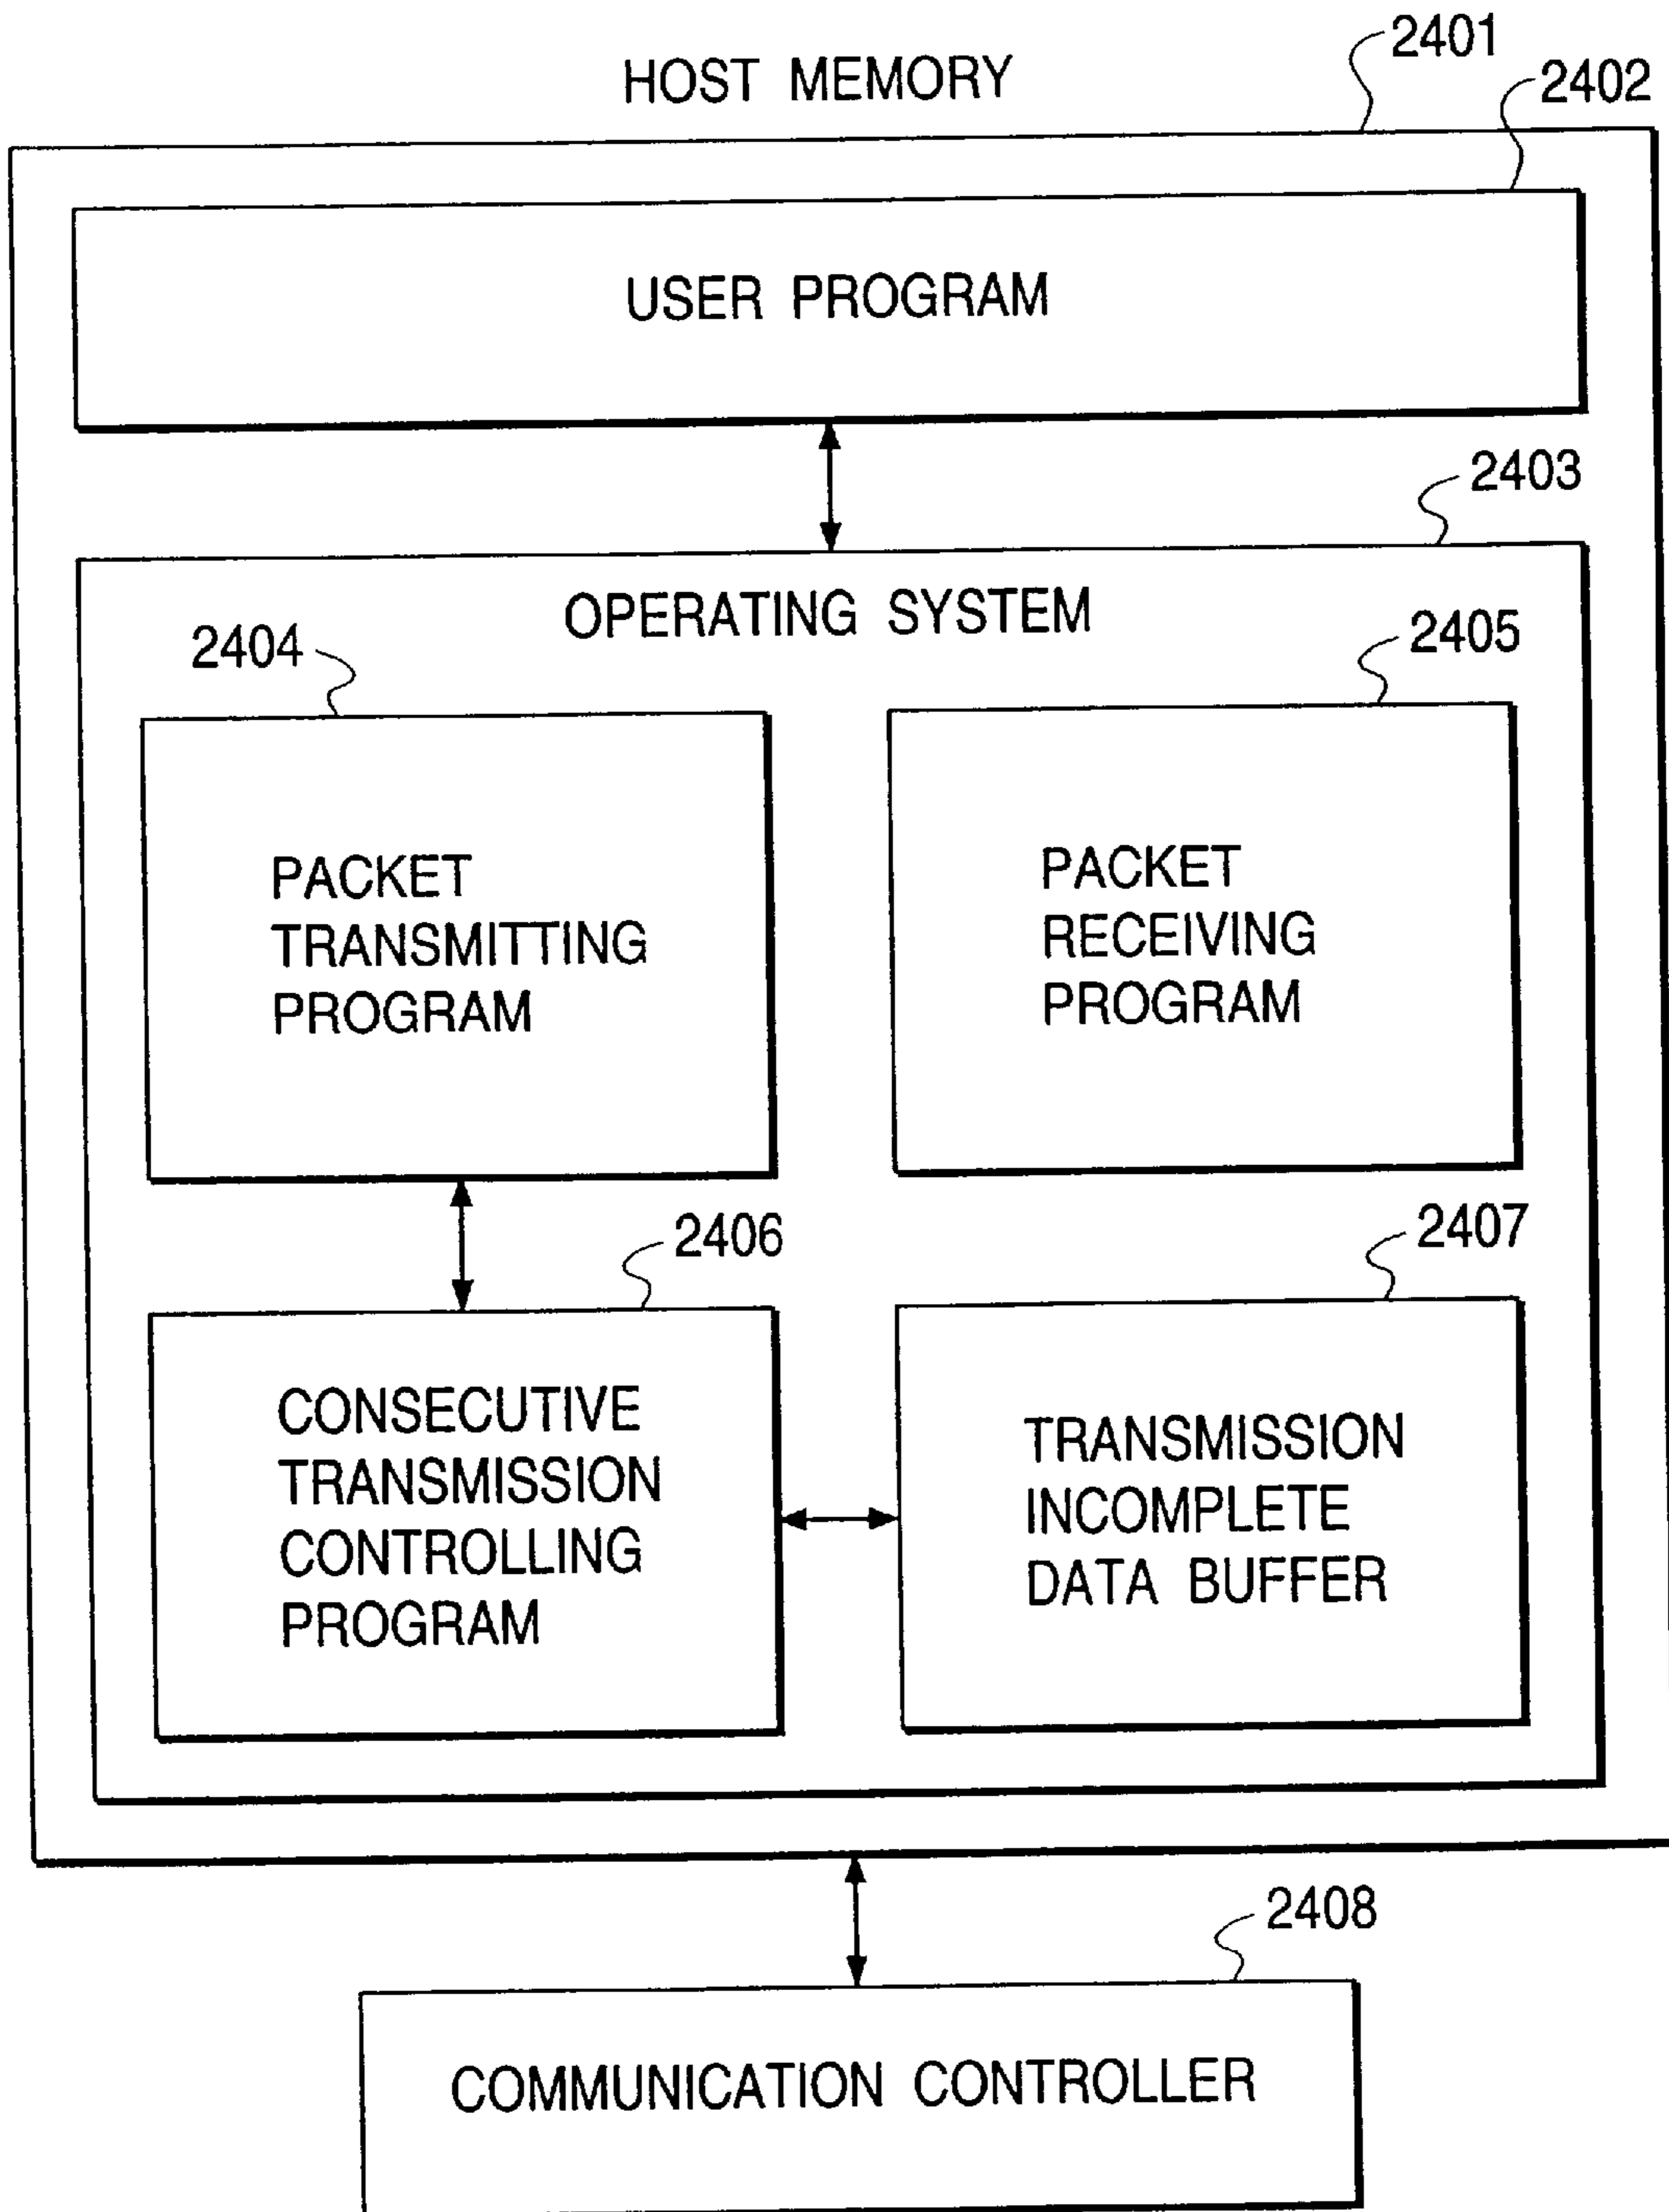 2401
HOST MEMORY
2402
USER PROGRAM
2403
OPERATING SYSTEM
2404
2405
PACKET
TRANSMITTING
PROGRAM
PACKET
RECEIVING
PROGRAM
2406
2407
CONSECUTIVE
TRANSMISSION
CONTROLLING
PROGRAM
TRANSMISSION
INCOMPLETE
DATA BUFFER
2408
COMMUNICATION CONTROLLER